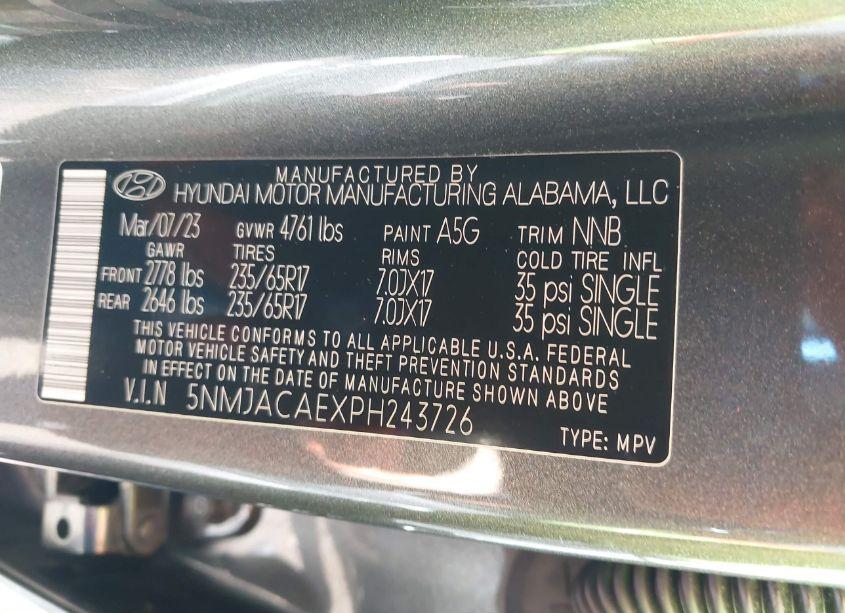 MANUFACTURED BY
HYUNDAI MOTOR MANUFACTURING ALABAMA, LLC
Mar/07/23 GVWR 4761 lbs PAINT A5G TRIM NNB
GAWR TIRES RIMS COLD TIRE INFL
FRONT 2778 lbs 235/65R17 7.0JX17 35 psi SINGLE
REAR 2646 lbs 235/65R17 7.0JX17 35 psi SINGLE
THIS VEHICLE CONFORMS TO ALL APPLICABLE U.S.A. FEDERAL
MOTOR VEHICLE SAFETY AND THEFT PREVENTION STANDARDS
IN EFFECT ON THE DATE OF MANUFACTURE SHOWN ABOVE
V.I.N 5NMJACAEXPH243726
TYPE: MPV